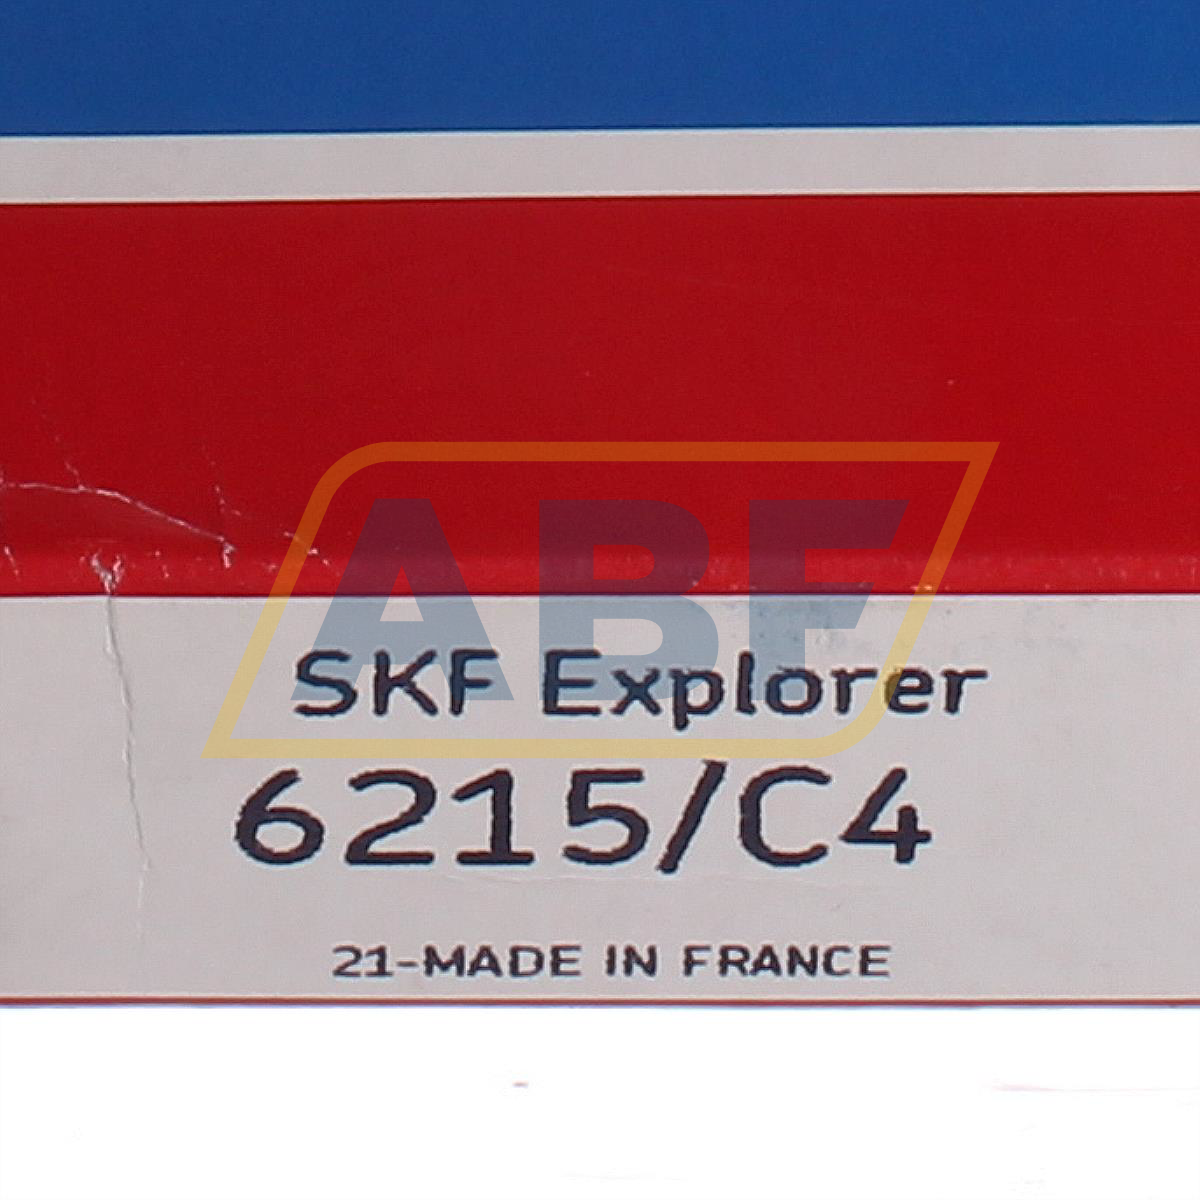 ABF
SKF Explorer
6215/C4
21-MADE IN FRANCE